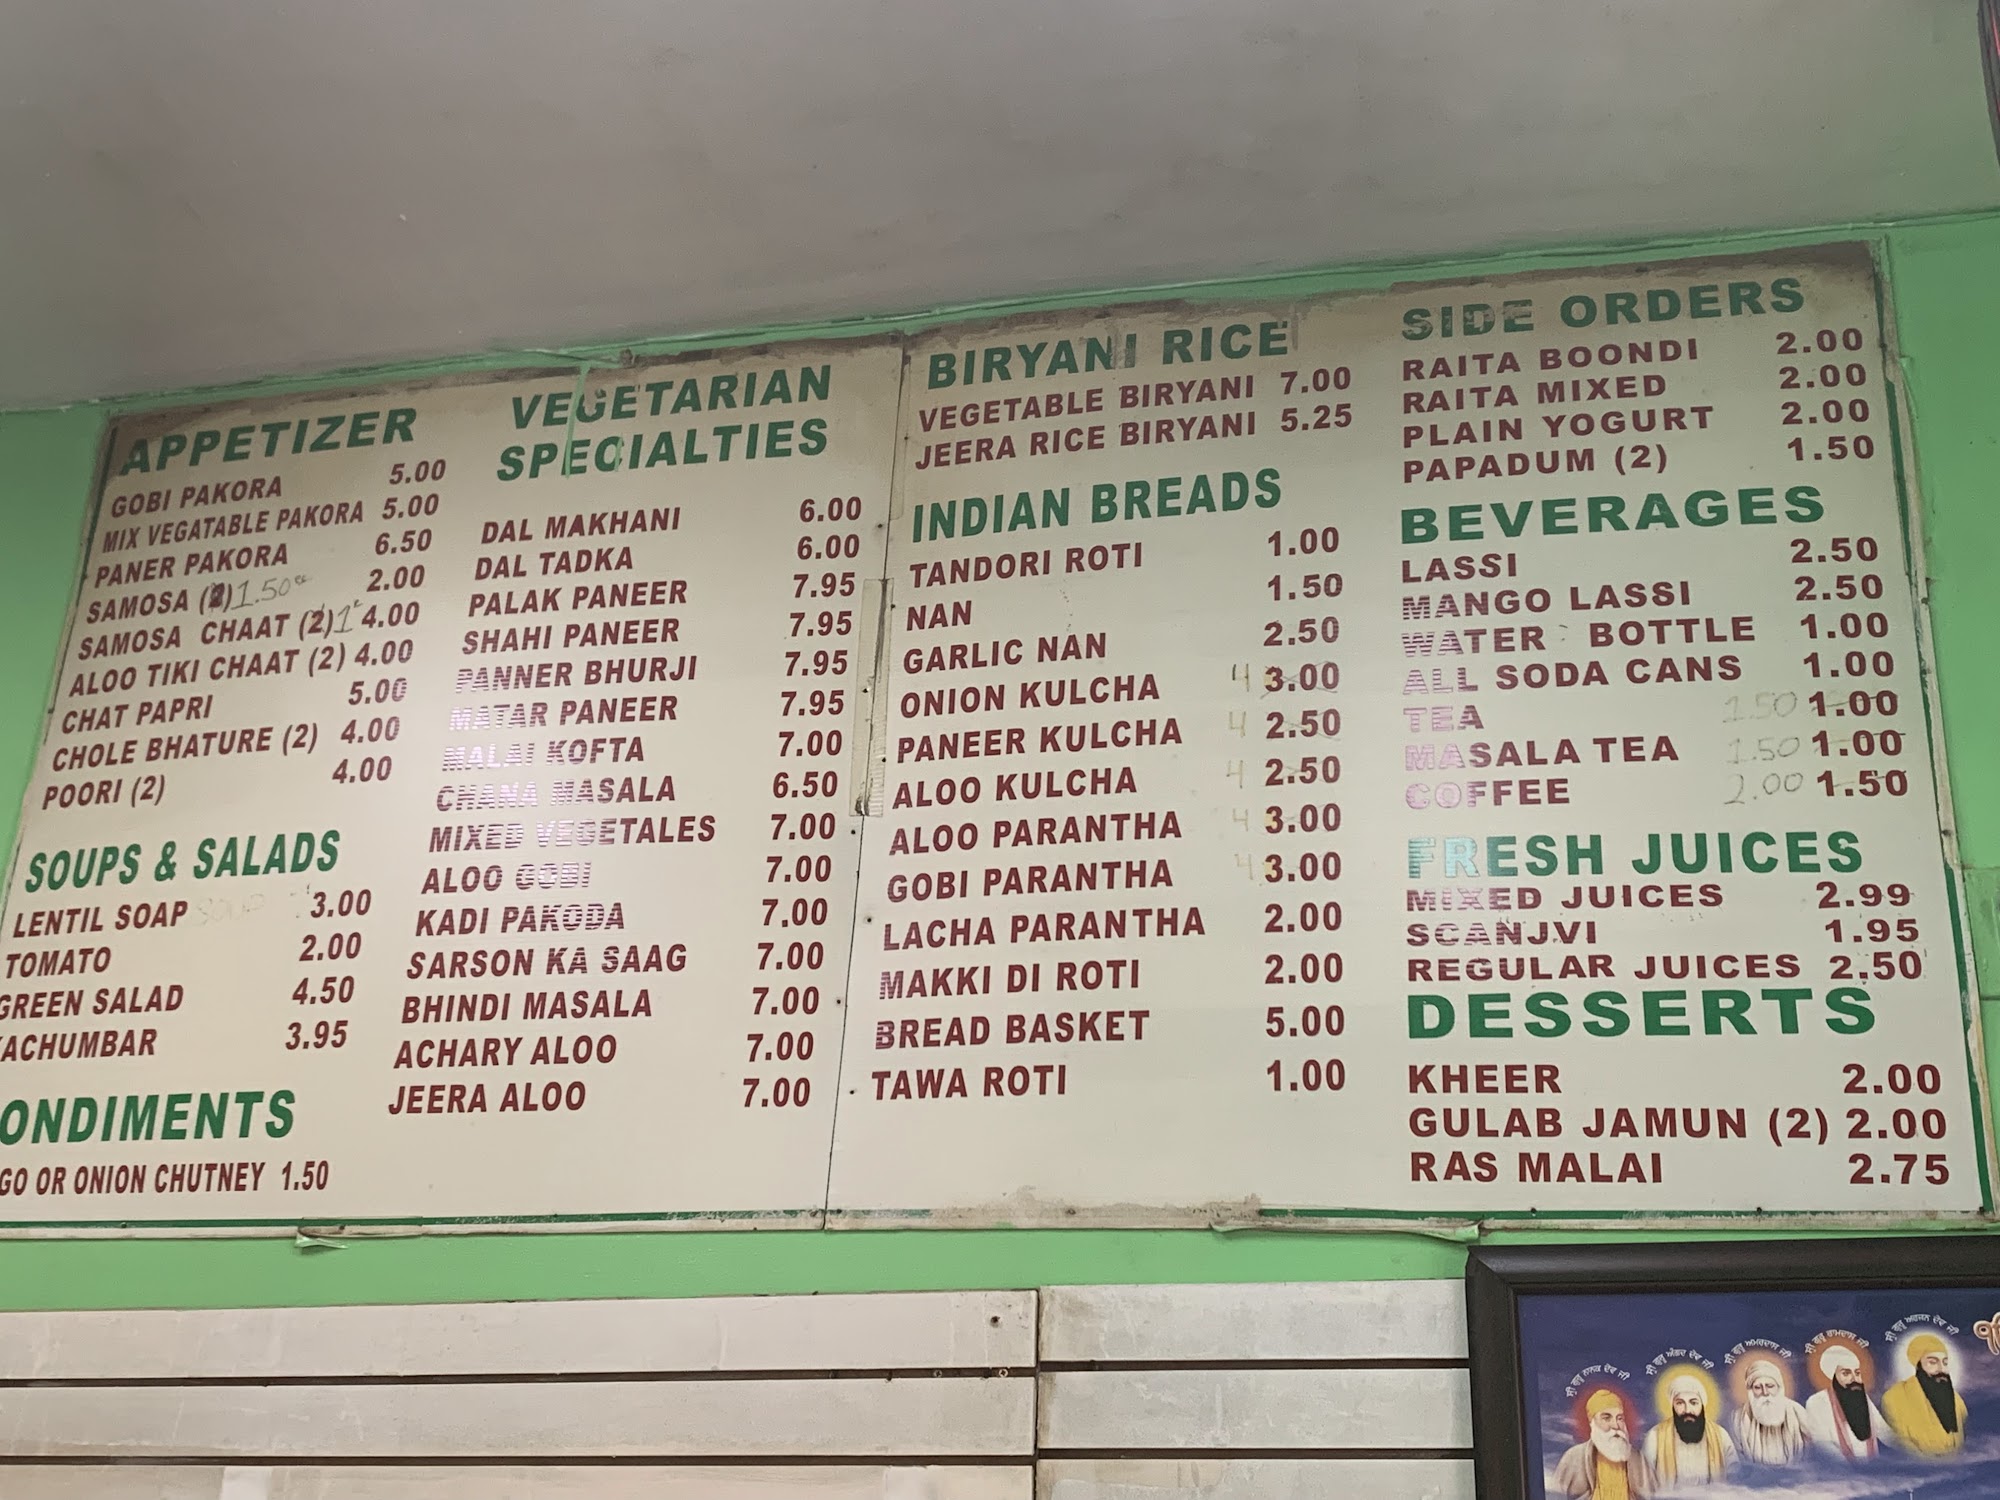 APPETIZER
GOBI PAKORA 5.00
MIX VEGATABLE PAKORA 5.00
PANER PAKORA 6.50
SAMOSA (2) 1.50 2.00
SAMOSA CHAAT (2) 1 4.00
ALOO TIKI CHAAT (2) 4.00
CHAT PAPRI 5.00
CHOLE BHATURE (2) 4.00
POORI (2) 4.00
SOUPS & SALADS
LENTIL SOAP SOUP 3.00
TOMATO 2.00
GREEN SALAD 4.50
ACHUMBAR 3.95
ONDIMENTS
GO OR ONION CHUTNEY 1.50
VEGETARIAN
SPECIALTIES
DAL MAKHANI 6.00
DAL TADKA 6.00
PALAK PANEER 7.95
SHAHI PANEER 7.95
PANNER BHURJI 7.95
MATAR PANEER 7.95
MALAI KOFTA 7.00
CHANA MASALA 6.50
MIXED VEGETALES 7.00
ALOO GOBI 7.00
KADI PAKODA 7.00
SARSON KA SAAG 7.00
BHINDI MASALA 7.00
ACHARY ALOO 7.00
JEERA ALOO 7.00
BIRYANI RICE
VEGETABLE BIRYANI 7.00
JEERA RICE BIRYANI 5.25
INDIAN BREADS
TANDORI ROTI 1.00
NAN 1.50
GARLIC NAN 2.50
ONION KULCHA 4 3.00
PANEER KULCHA 4 2.50
ALOO KULCHA 4 2.50
ALOO PARANTHA 4 3.00
GOBI PARANTHA 4 3.00
LACHA PARANTHA 2.00
MAKKI DI ROTI 2.00
BREAD BASKET 5.00
TAWA ROTI 1.00
SIDE ORDERS
RAITA BOONDI 2.00
RAITA MIXED 2.00
PLAIN YOGURT 2.00
PAPADUM (2) 1.50
BEVERAGES
LASSI 2.50
MANGO LASSI 2.50
WATER BOTTLE 1.00
ALL SODA CANS 1.00
TEA 1.50 1.00
MASALA TEA 1.50 1.00
COFFEE 2.00 1.50
FRESH JUICES
MIXED JUICES 2.99
SCANJVI 1.95
REGULAR JUICES 2.50
DESSERTS
KHEER 2.00
GULAB JAMUN (2) 2.00
RAS MALAI 2.75
ਸ੍ਰੀ ਗੁਰੂ ਨਾਨਕ ਦੇਵ ਜੀ
ਸ੍ਰੀ ਗੁਰੂ ਅੰਗਦ ਦੇਵ ਜੀ
ਸ੍ਰੀ ਗੁਰੂ ਅਮਰਦਾਸ ਜੀ
ਸ੍ਰੀ ਗੁਰੂ ਰਾਮਦਾਸ ਜੀ
ਸ੍ਰੀ ਗੁਰੂ ਅਰਜਨ ਦੇਵ ਜੀ